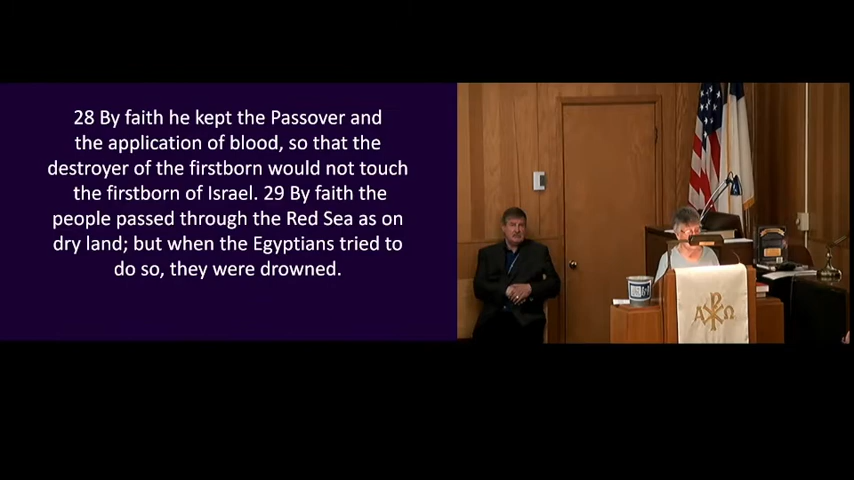 28 By faith he kept the Passover and
the application of blood, so that the
destroyer of the firstborn would not touch
the firstborn of Israel. 29 By faith the
people passed through the Red Sea as on
dry land; but when the Egyptians tried to
do so, they were drowned.
Α Ω